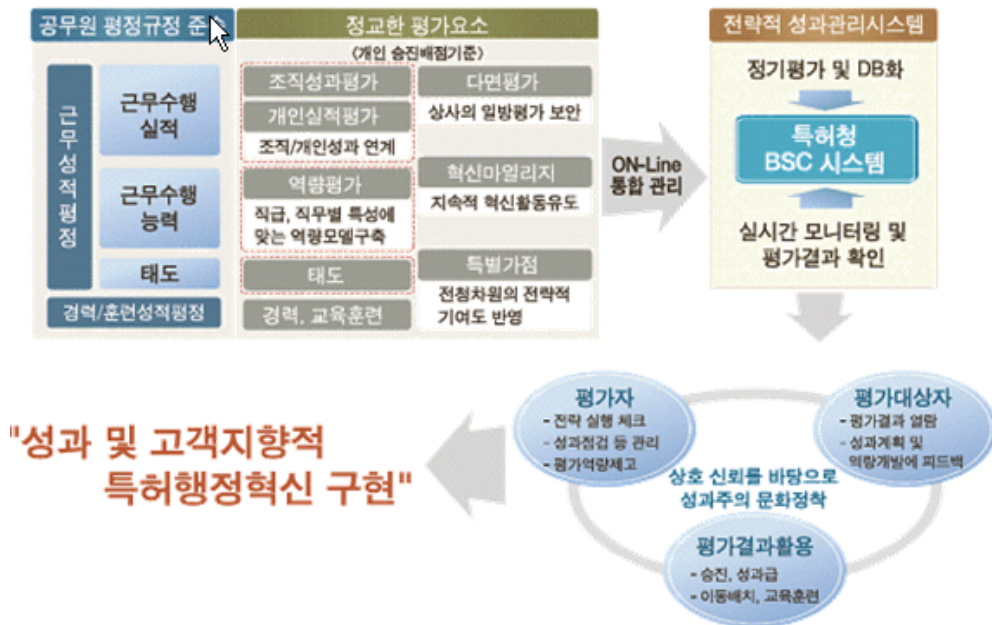 공무원 평정규정 준
근무성적평정
근무수행
실적
근무수행
능력
태도
경력/훈련성적평정
정교한 평가요소
〈개인 승진배점기준〉
조직성과평가
개인실적평가
조직/개인성과 연계
역량평가
직급, 직무별 특성에
맞는 역량모델구축
태도
경력, 교육훈련
다면평가
상사의 일방평가 보안
혁신마일리지
지속적 혁신활동유도
특별가점
전청차원의 전략적
기여도 반영
ON-Line
통합 관리
전략적 성과관리시스템
정기평가 및 DB화
특허청
BSC 시스템
실시간 모니터링 및
평가결과 확인
평가자
- 전략 실행 체크
- 성과점검 등 관리
- 평가역량제고
평가대상자
- 평가결과 열람
- 성과계획 및
역량개발에 피드백
상호 신뢰를 바탕으로
성과주의 문화정착
평가결과활용
- 승진, 성과급
- 이동배치, 교육훈련
"성과 및 고객지향적
특허행정혁신 구현"